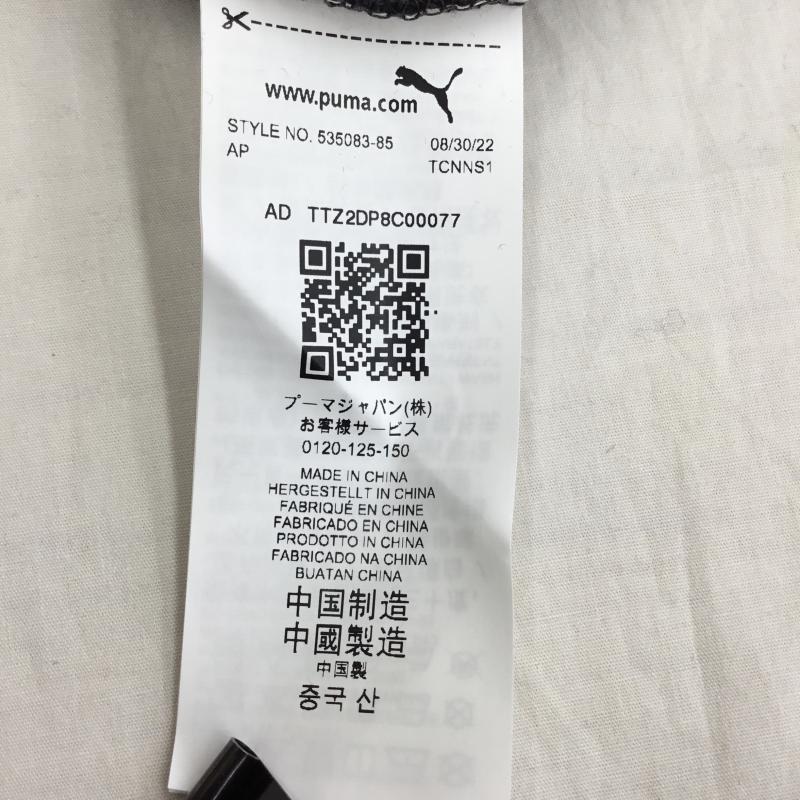 www.puma.com
STYLE NO. 535083-85 08/30/22
AP TCNNS1
AD TTZ2DP8C00077
プーマジャパン(株)
お客様サービス
0120-125-150
MADE IN CHINA
HERGESTELLT IN CHINA
FABRIQUÉ EN CHINE
FABRICADO EN CHINA
PRODOTTO IN CHINA
FABRICADO NA CHINA
BUATAN CHINA
中国制造
中國製造
中国製
중국 산